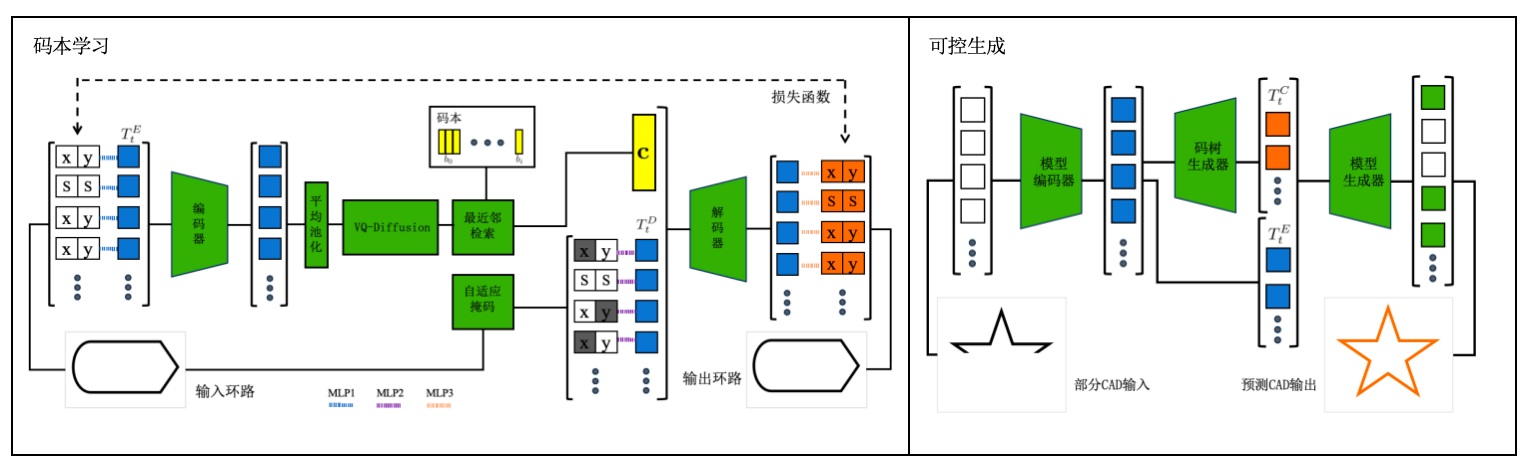 码本学习
损失函数
码本
b₀
bᵢ
T_t^E
x y
S S
x y
x y
编码器
平均池化
VQ-Diffusion
最近邻检索
自适应掩码
C
T_t^D
x y
S S
x y
x y
解码器
x y
S S
x y
x y
输入环路
MLP1
MLP2
MLP3
输出环路
可控生成
模型编码器
码树生成器
T_t^C
T_t^E
模型生成器
部分CAD输入
预测CAD输出